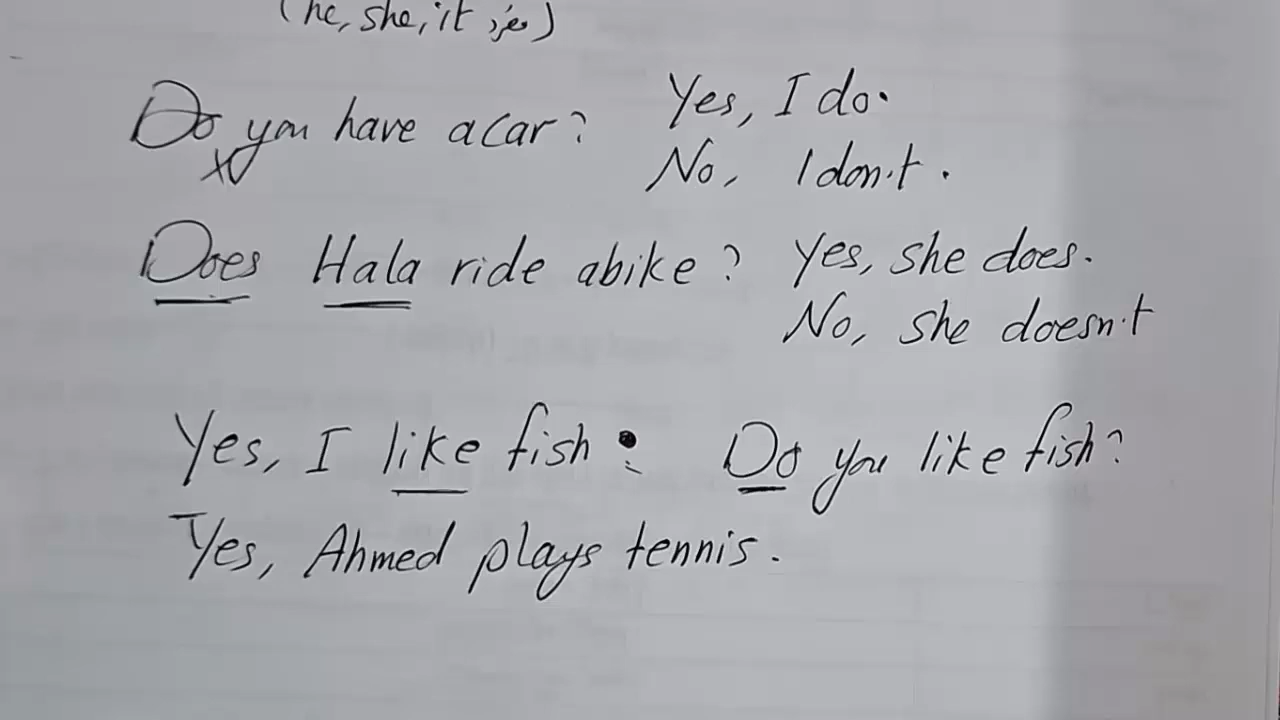 (he, she, it مفرد)
Do you have a car? Yes, I do.
No, I don't.
Does Hala ride a bike? Yes, she does.
No, she doesn't
Yes, I like fish. Do you like fish?
Yes, Ahmed plays tennis.